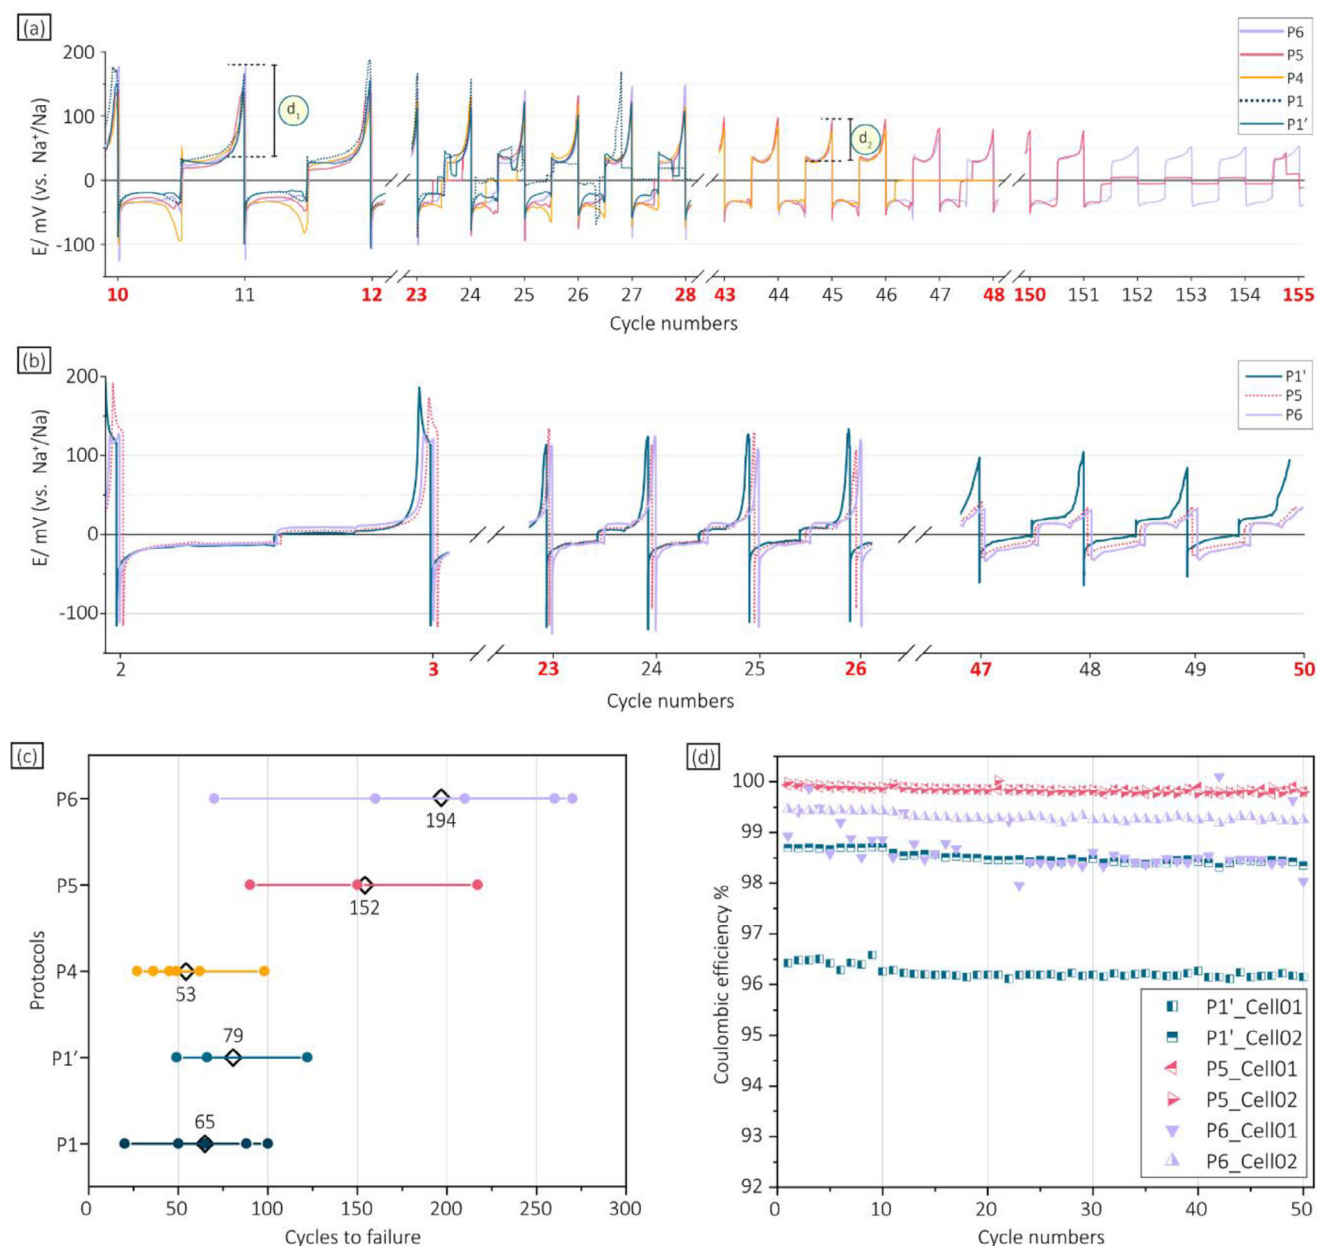 (a)
P6
P5
P4
P1
P1′
200
100
0
-100
E/ mV (vs. Na⁺/Na)
d₁
d₂
10 11 12 23 24 25 26 27 28 43 44 45 46 47 48 150 151 152 153 154 155
Cycle numbers
(b)
P1'
P5
P6
200
100
0
-100
E/ mV (vs. Na⁺/Na)
2 3 23 24 25 26 47 48 49 50
Cycle numbers
(c)
P6
194
P5
152
P4
53
P1′
79
P1
65
Protocols
0 50 100 150 200 250 300
Cycles to failure
(d)
100
99
98
97
96
95
94
93
92
Coulombic efficiency %
P1'_Cell01
P1'_Cell02
P5_Cell01
P5_Cell02
P6_Cell01
P6_Cell02
0 10 20 30 40 50
Cycle numbers